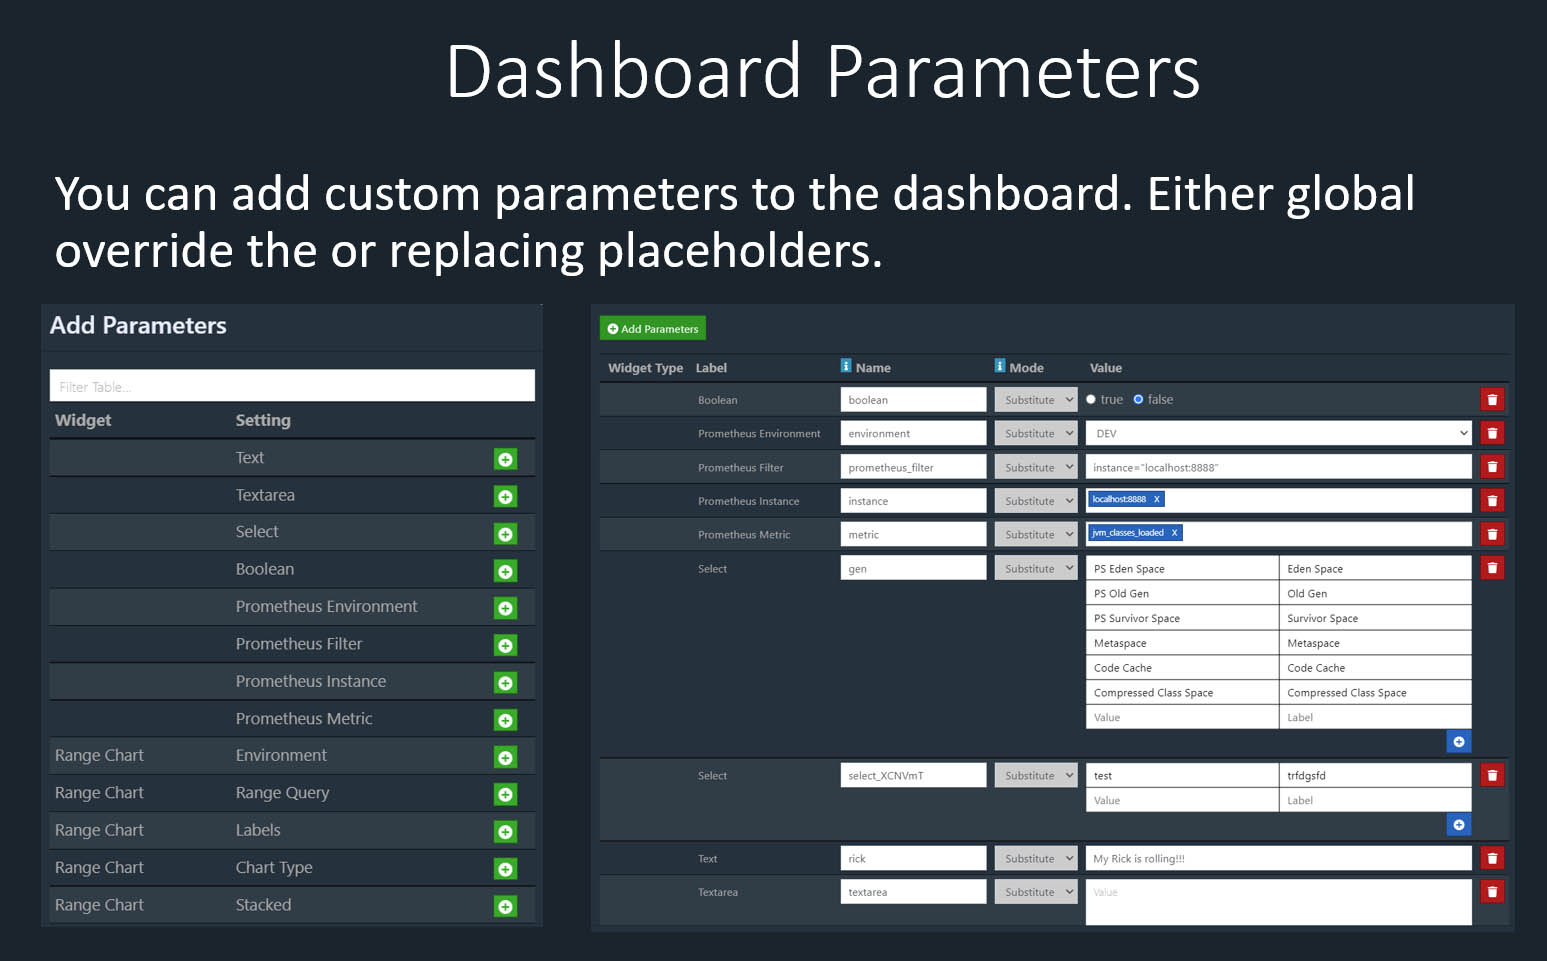 Dashboard Parameters
You can add custom parameters to the dashboard. Either global
override the or replacing placeholders.
Add Parameters
Filter Table...
Widget Setting
Text
Textarea
Select
Boolean
Prometheus Environment
Prometheus Filter
Prometheus Instance
Prometheus Metric
Range Chart Environment
Range Chart Range Query
Range Chart Labels
Range Chart Chart Type
Range Chart Stacked
Add Parameters
Widget Type Label Name Mode Value
Boolean boolean Substitute true false
Prometheus Environment environment Substitute DEV
Prometheus Filter prometheus_filter Substitute instance="localhost:8888"
Prometheus Instance instance Substitute localhost:8888 X
Prometheus Metric metric Substitute jvm_classes_loaded X
Select gen Substitute PS Eden Space Eden Space
PS Old Gen Old Gen
PS Survivor Space Survivor Space
Metaspace Metaspace
Code Cache Code Cache
Compressed Class Space Compressed Class Space
Value Label
Select select_XCNVmT Substitute test trfdgsfd
Value Label
Text rick Substitute My Rick is rolling!!!
Textarea textarea Substitute Value